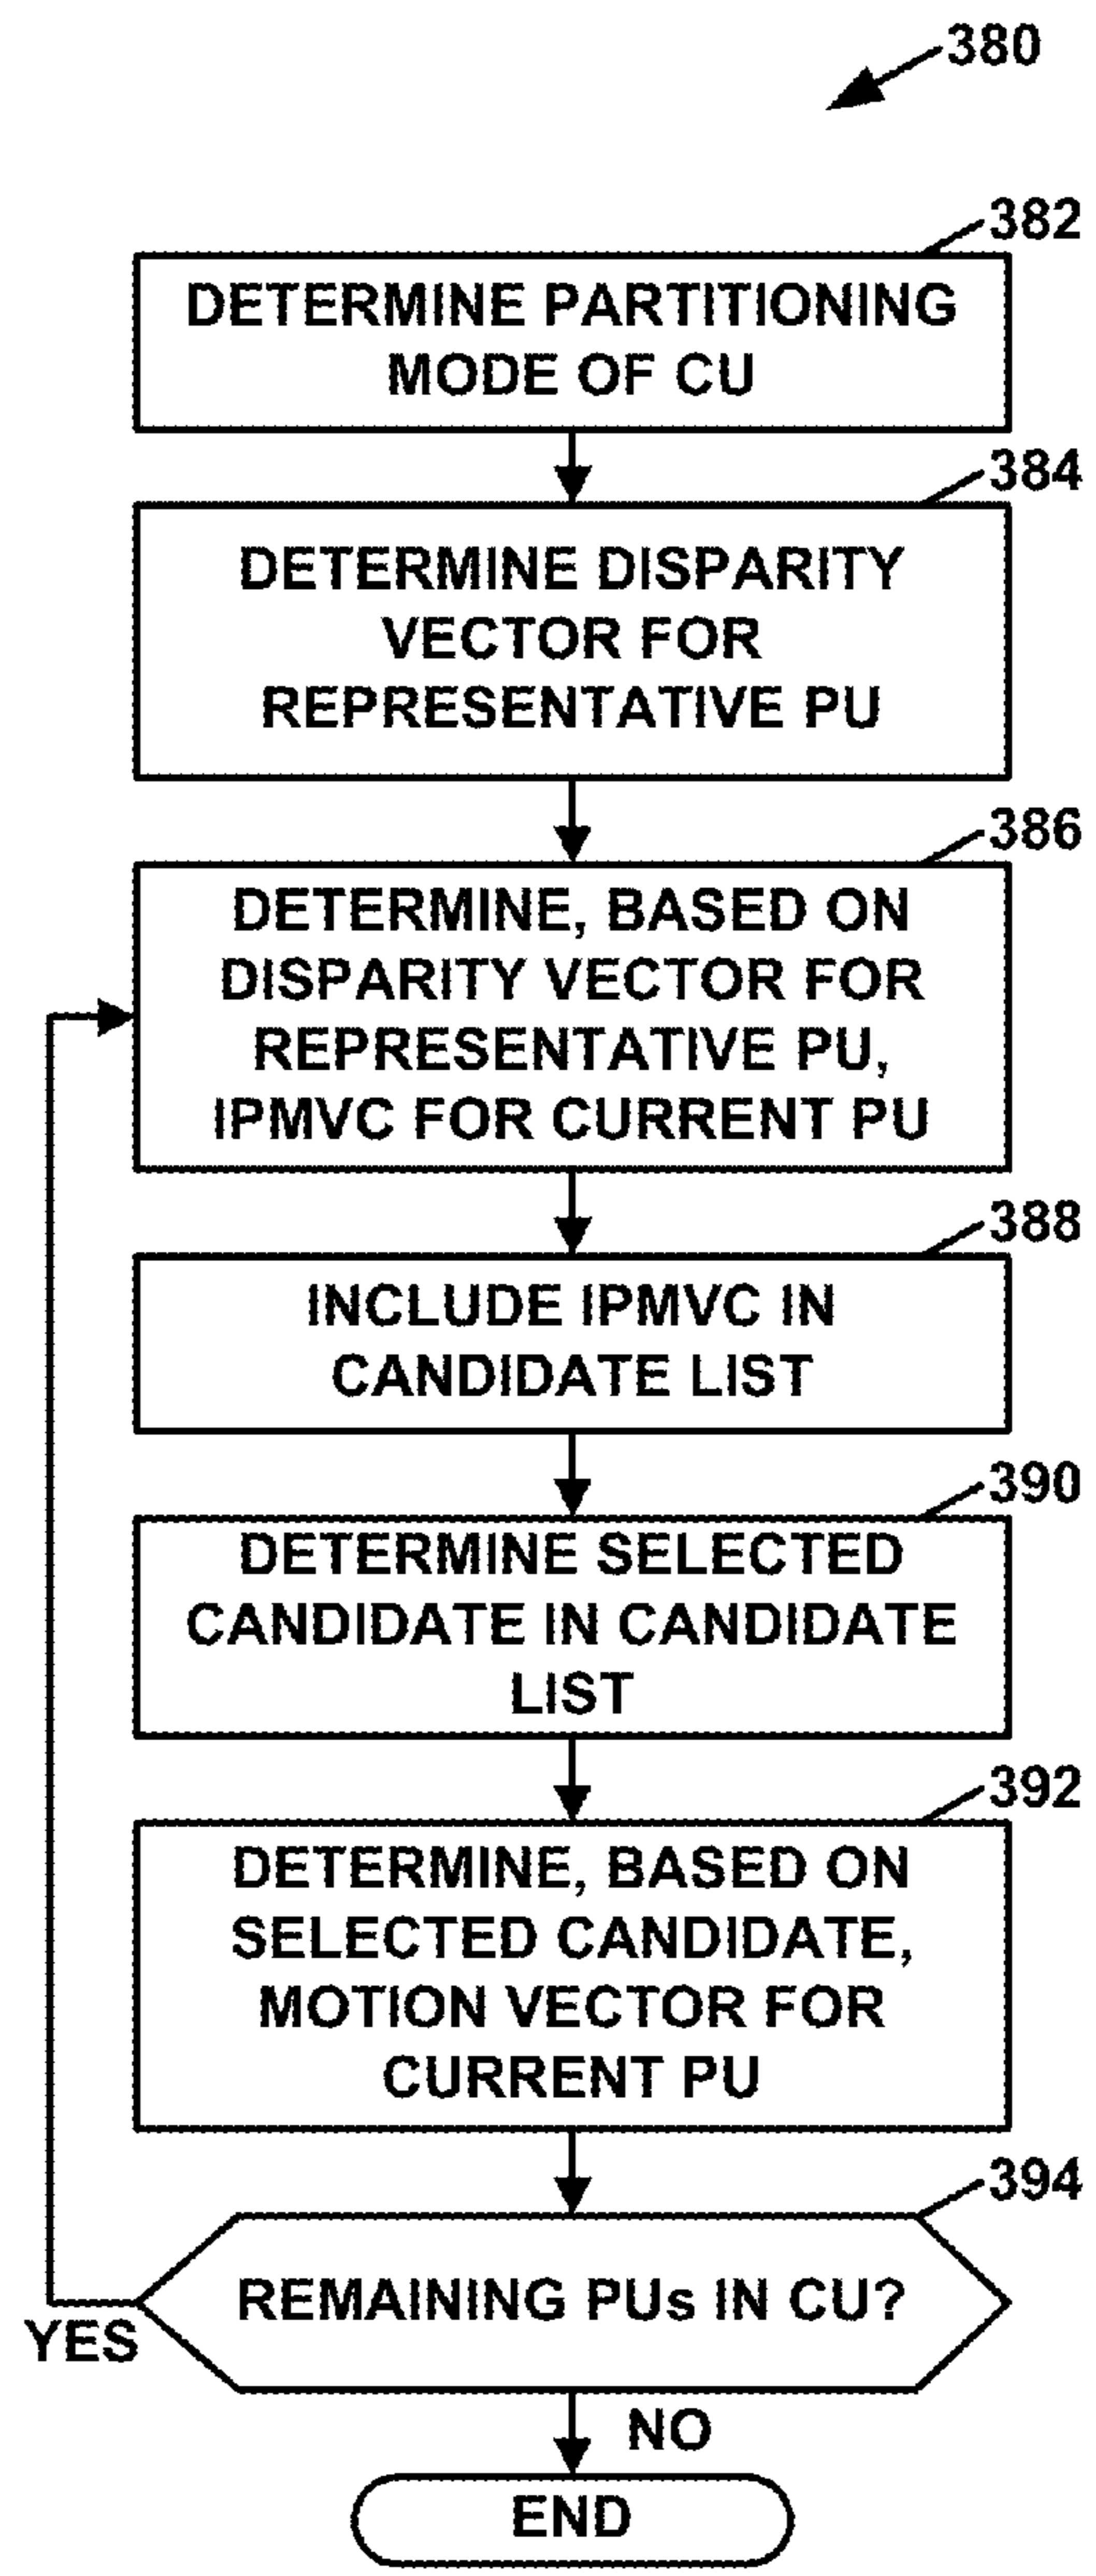 380
382
DETERMINE PARTITIONING
MODE OF CU
384
DETERMINE DISPARITY
VECTOR FOR
REPRESENTATIVE PU
386
DETERMINE, BASED ON
DISPARITY VECTOR FOR
REPRESENTATIVE PU,
IPMVC FOR CURRENT PU
388
INCLUDE IPMVC IN
CANDIDATE LIST
390
DETERMINE SELECTED
CANDIDATE IN CANDIDATE
LIST
392
DETERMINE, BASED ON
SELECTED CANDIDATE,
MOTION VECTOR FOR
CURRENT PU
394
REMAINING PUs IN CU?
YES
NO
END